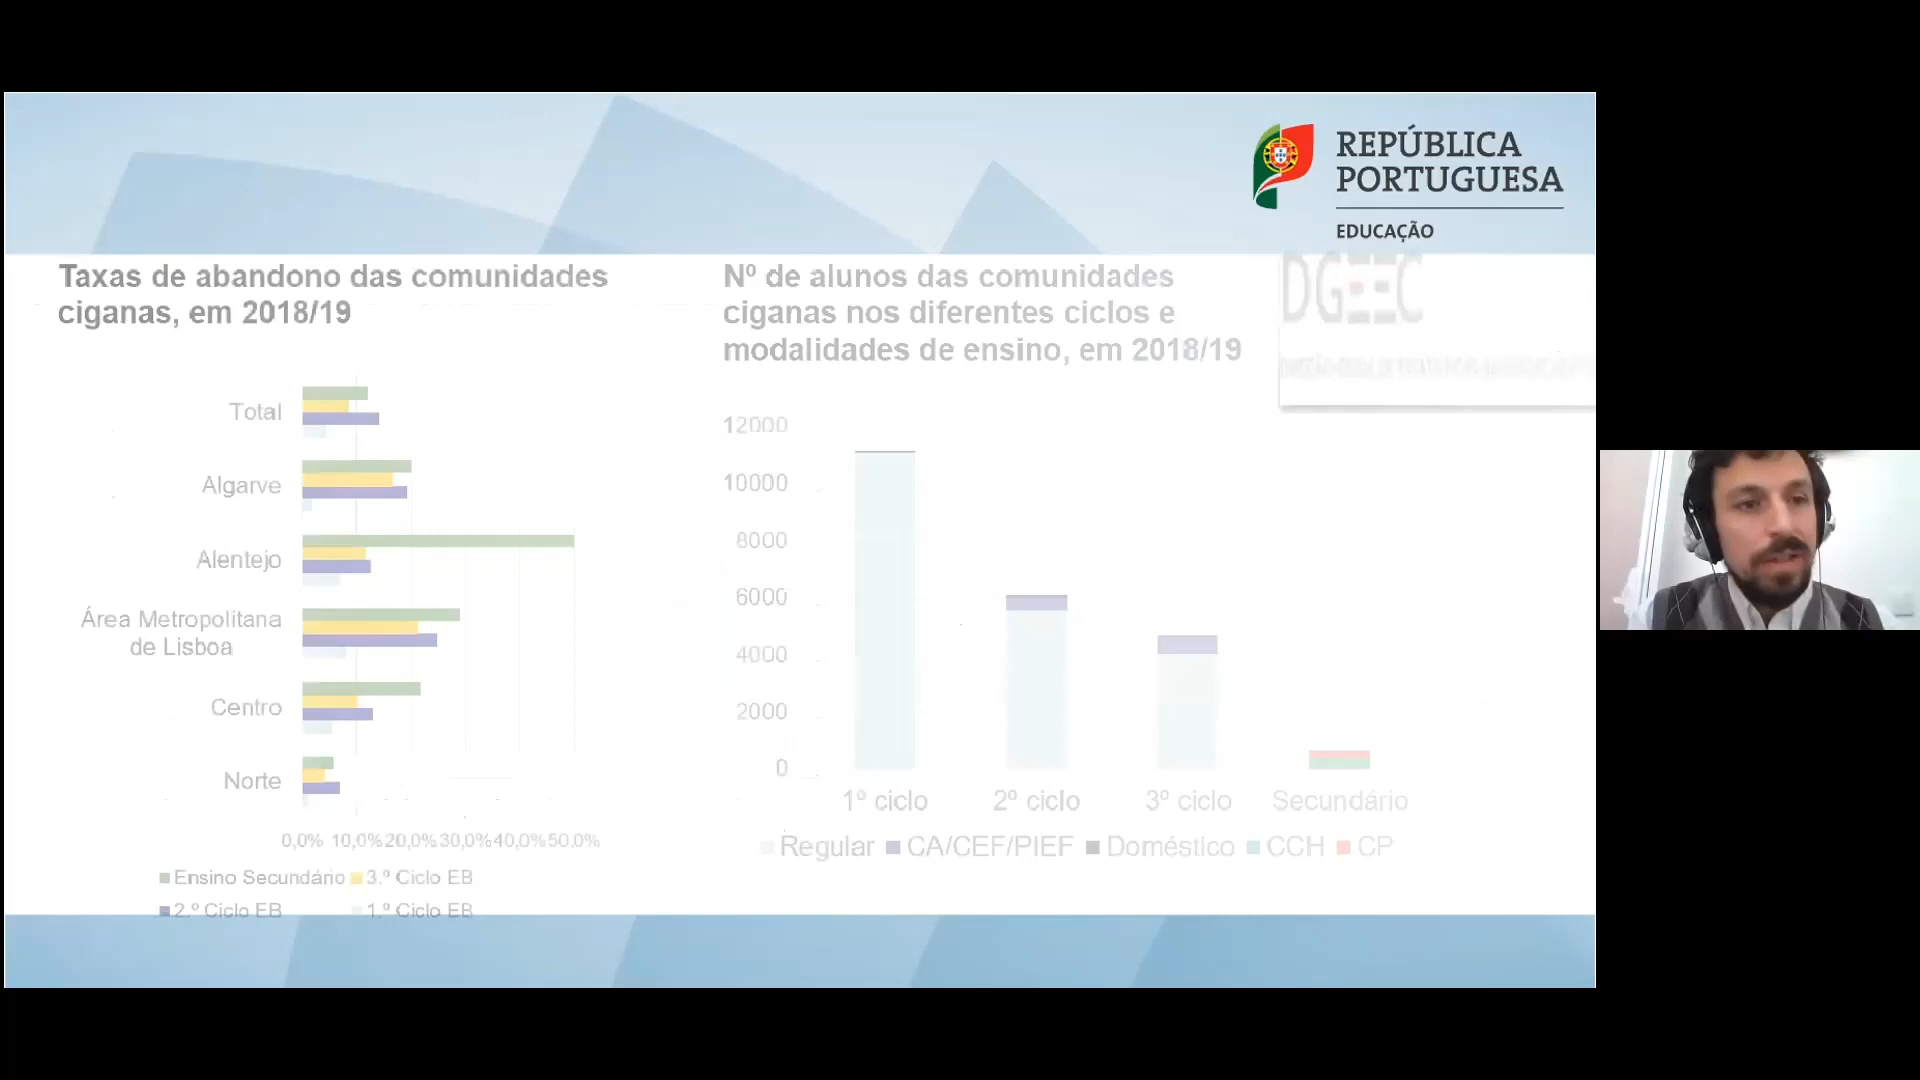 REPÚBLICA
PORTUGUESA
EDUCAÇÃO
DGEEC
Taxas de abandono das comunidades
ciganas, em 2018/19
Total
Algarve
Alentejo
Área Metropolitana
de Lisboa
Centro
Norte
0,0% 10,0% 20,0% 30,0% 40,0% 50,0%
Ensino Secundário 3.º Ciclo EB
2.º Ciclo EB 1.º Ciclo EB
Nº de alunos das comunidades
ciganas nos diferentes ciclos e
modalidades de ensino, em 2018/19
12000
10000
8000
6000
4000
2000
0
1º ciclo 2º ciclo 3º ciclo Secundário
Regular CA/CEF/PIEF Doméstico CCH CP